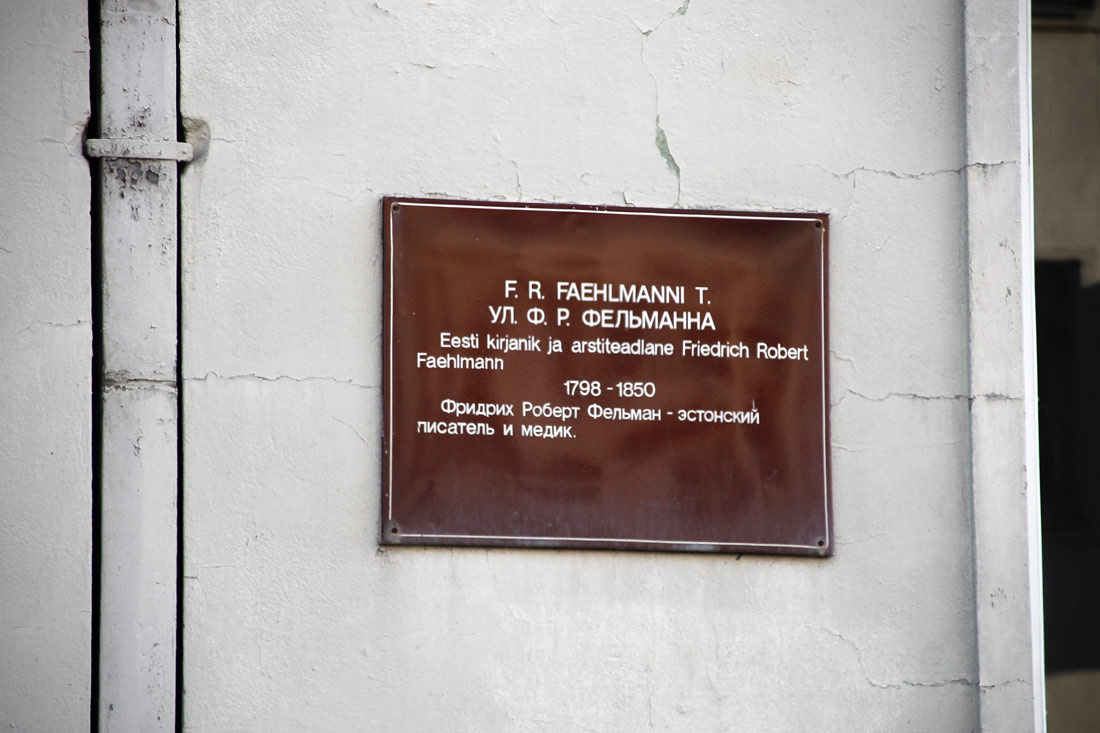 F. R. FAEHLMANNI T.
УЛ. Ф. Р. ФЕЛЬМАННА
Eesti kirjanik ja arstiteadlane Friedrich Robert
Faehlmann
1798 - 1850
Фридрих Роберт Фельман - эстонский
писатель и медик.